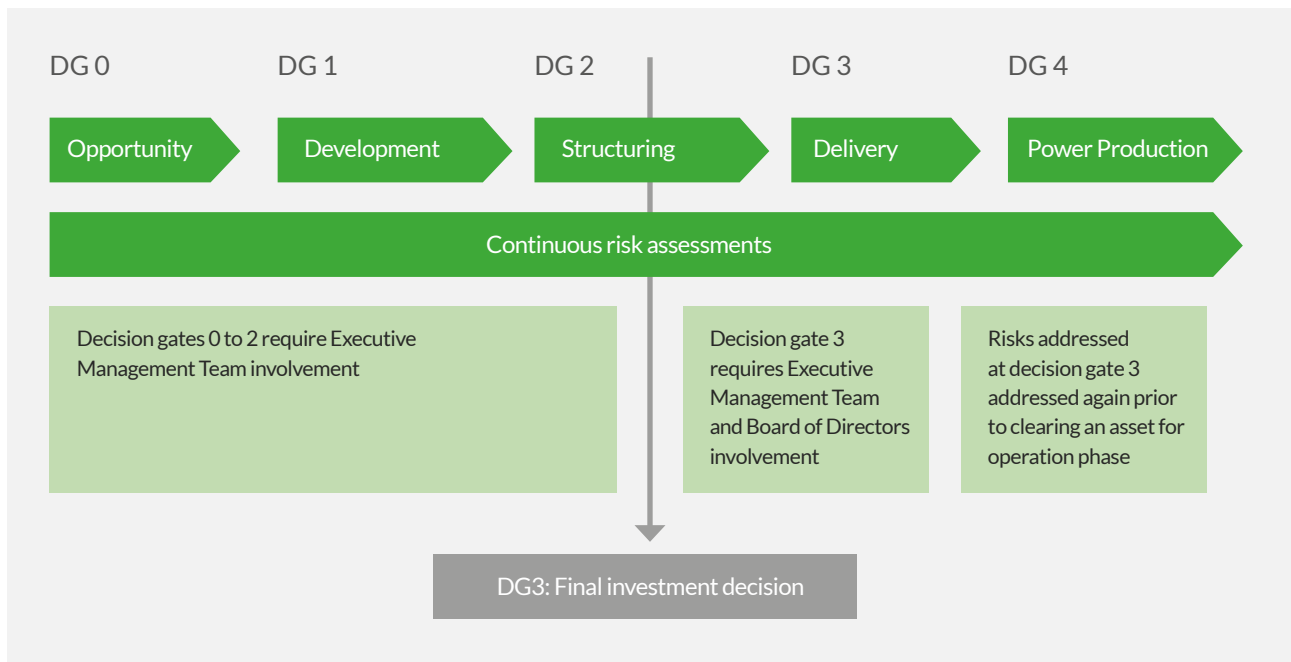 DG 0
DG 1
DG 2
DG 3
DG 4
Opportunity
Development
Structuring
Delivery
Power Production
Continuous risk assessments
Decision gates 0 to 2 require Executive
Management Team involvement
Decision gate 3
requires Executive
Management Team
and Board of Directors
involvement
Risks addressed
at decision gate 3
addressed again prior
to clearing an asset for
operation phase
DG3: Final investment decision